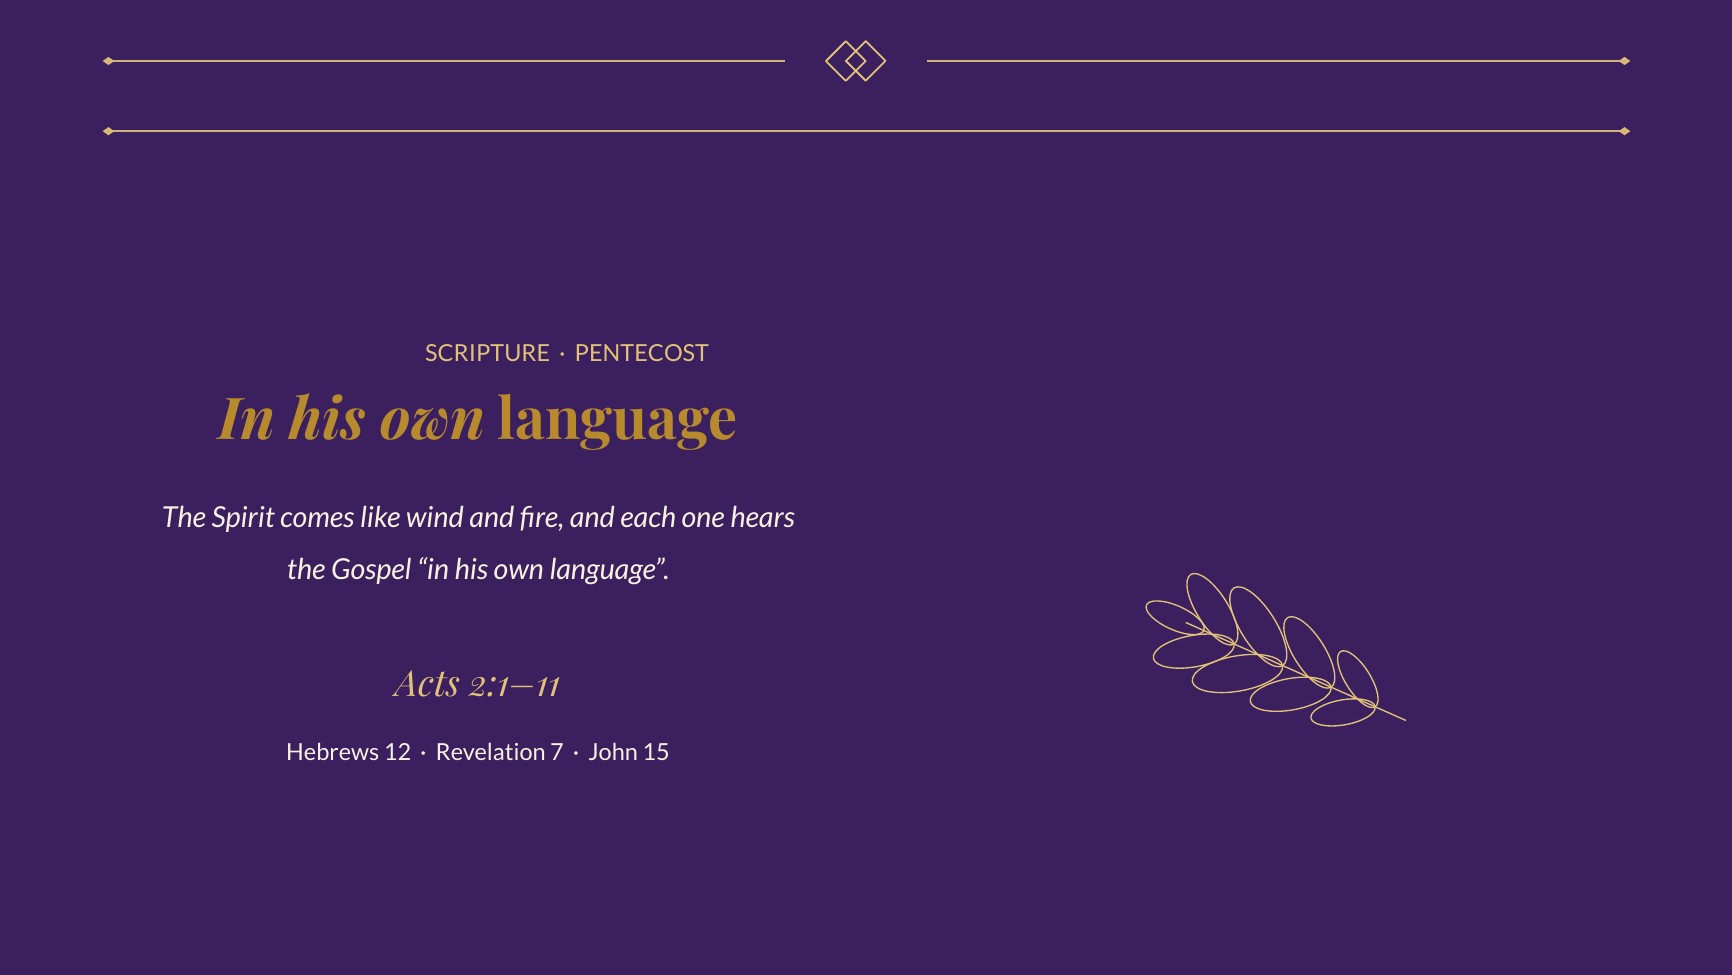 SCRIPTURE · PENTECOST
In his own language
The Spirit comes like wind and fire, and each one hears
the Gospel “in his own language”.
Acts 2:1–11
Hebrews 12 · Revelation 7 · John 15